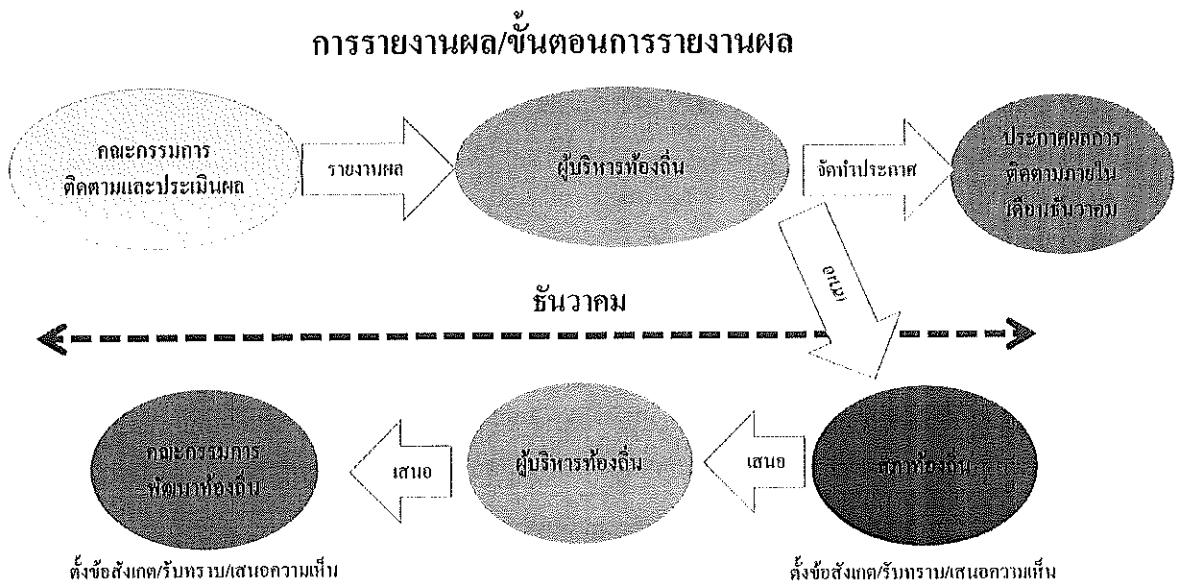 การรายงานผล/ขั้นตอนการรายงานผล
คณะกรรมการ
ติดตามและประเมินผล
รายงานผล
ผู้บริหารท้องถิ่น
จัดทำประกาศ
ประกาศผลการ
ติดตามภายใน
เดือนธันวาคม
เสนอ
ธันวาคม
คณะกรรมการ
พัฒนาท้องถิ่น
เสนอ
ผู้บริหารท้องถิ่น
เสนอ
สภาท้องถิ่น
ตั้งข้อสังเกต/รับทราบ/เสนอความเห็น
ตั้งข้อสังเกต/รับทราบ/เสนอความเห็น